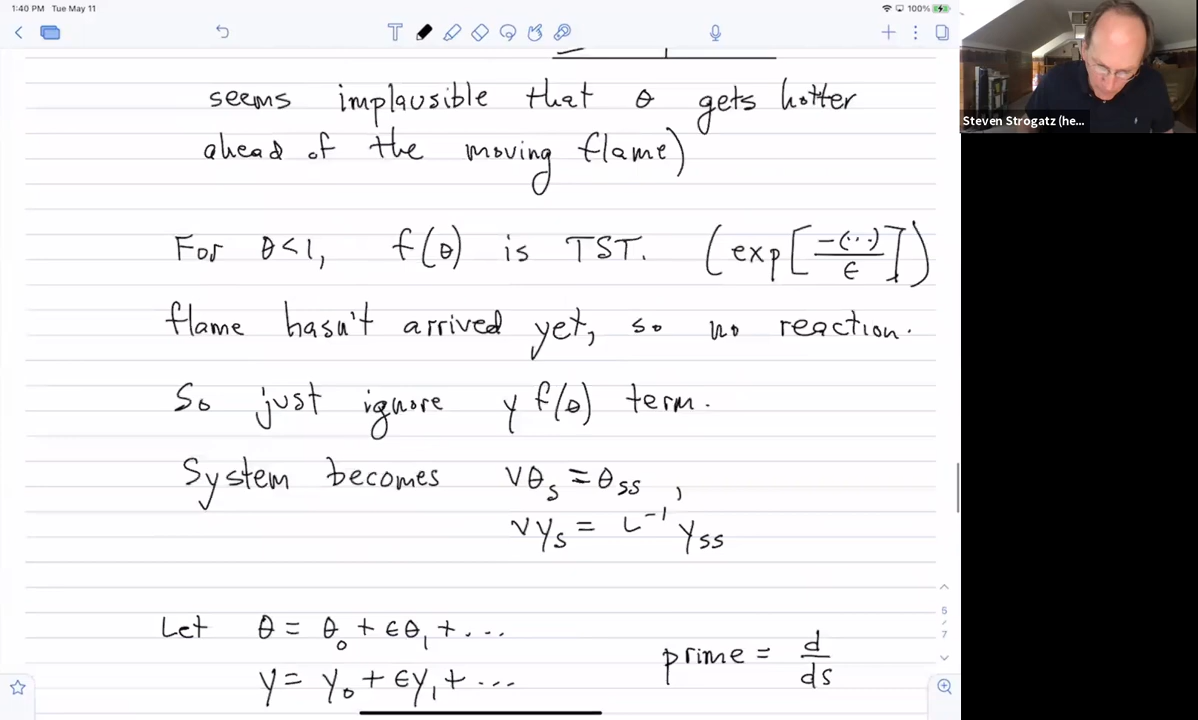 1:40 PM Tue May 11
100%
seems implausible that θ gets hotter
ahead of the moving flame)
For θ<1, f(θ) is TST. (exp[-(...)/ϵ])
flame hasn't arrived yet, so no reaction.
So just ignore y f(θ) term.
System becomes vθ_s = θ_ss ,
vy_s = L^-1 y_ss
Let θ = θ_0 + ϵθ_1 + ...
prime = d/ds
y = y_0 + ϵy_1 + ...
5
/
7
Steven Strogatz (he...